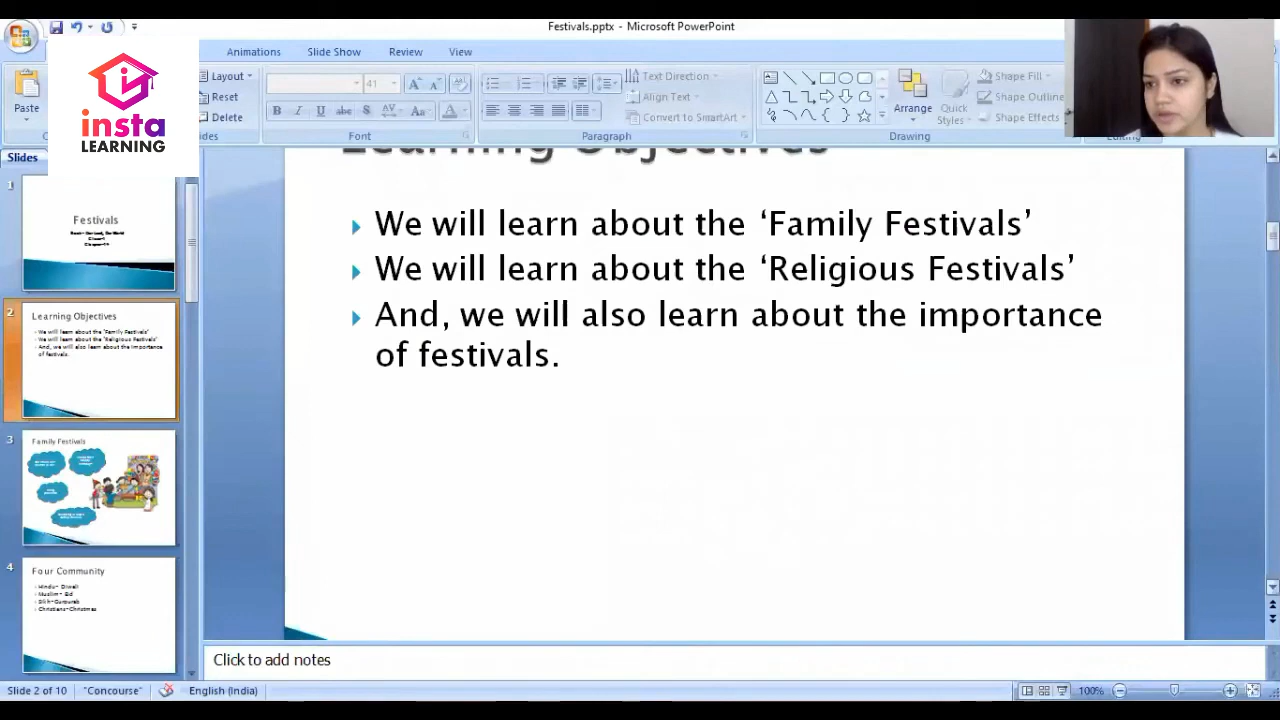 Festivals.pptx - Microsoft PowerPoint
Animations Slide Show Review View
insta
LEARNING
Paste
Layout
Reset
Delete
41
B I U abc S AV Aa A
Font
Text Direction
Align Text
Convert to SmartArt
Paragraph
Arrange
Quick
Styles
Shape Fill
Shape Outline
Shape Effects
Drawing
Editing
Slides
1
Festivals
2
Learning Objectives
We will learn about the 'Family Festivals'
We will learn about the 'Religious Festivals'
And, we will also learn about the importance
of festivals.
3
Family Festivals
4
Four Community
Hindu- Diwali
Muslim- Eid
Sikh-Gurpurab
Christians-Christmas
Learning Objectives
We will learn about the ‘Family Festivals’
We will learn about the ‘Religious Festivals’
And, we will also learn about the importance
of festivals.
Click to add notes
Slide 2 of 10 "Concourse" English (India) 100%